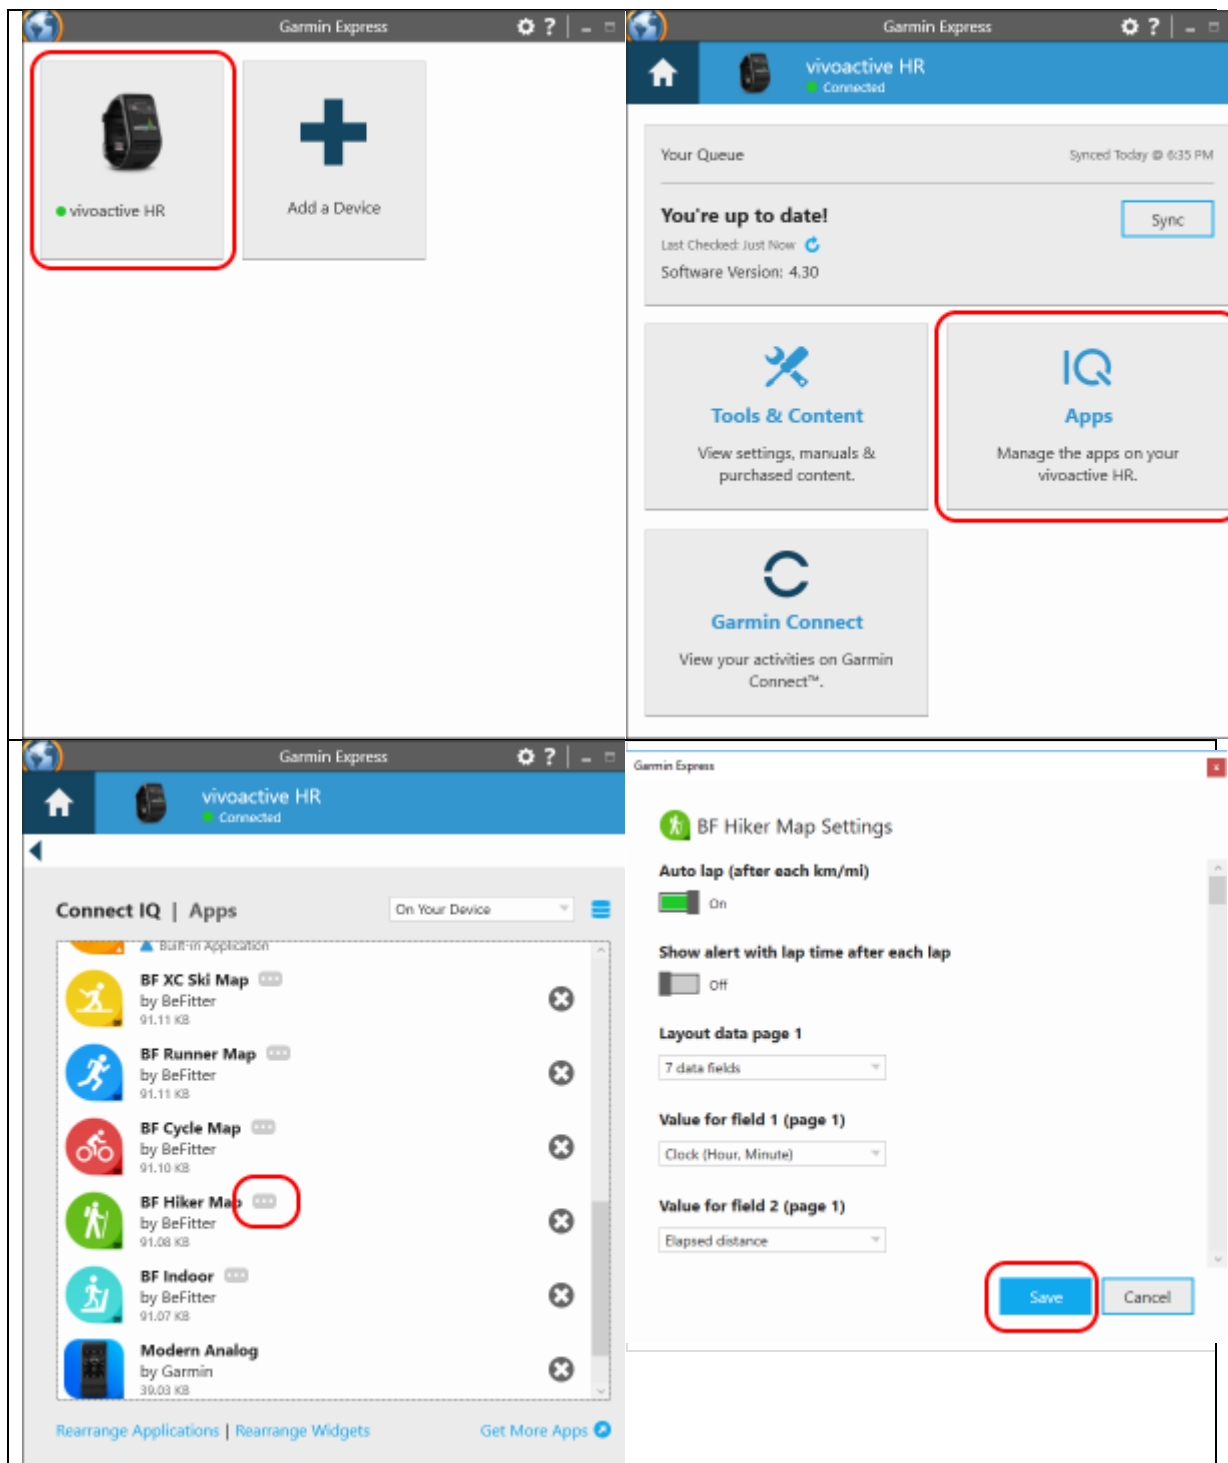 Garmin Express
?
vivoactive HR
Add a Device
Garmin Express
?
vivoactive HR
Connected
Your Queue
Synced Today @ 6:35 PM
You're up to date!
Sync
Last Checked: Just Now
Software Version: 4.30
Tools & Content
View settings, manuals &
purchased content.
IQ
Apps
Manage the apps on your
vivoactive HR.
Garmin Connect
View your activities on Garmin
Connect™.
Garmin Express
?
vivoactive HR
Connected
Connect IQ | Apps
On Your Device
Built-in Application
BF XC Ski Map
by BeFitter
91.11 KB
BF Runner Map
by BeFitter
91.11 KB
BF Cycle Map
by BeFitter
91.10 KB
BF Hiker Map
by BeFitter
91.08 KB
BF Indoor
by BeFitter
91.07 KB
Modern Analog
by Garmin
39.03 KB
Rearrange Applications | Rearrange Widgets
Get More Apps
Garmin Express
BF Hiker Map Settings
Auto lap (after each km/mi)
On
Show alert with lap time after each lap
Off
Layout data page 1
7 data fields
Value for field 1 (page 1)
Clock (Hour, Minute)
Value for field 2 (page 1)
Elapsed distance
Save
Cancel